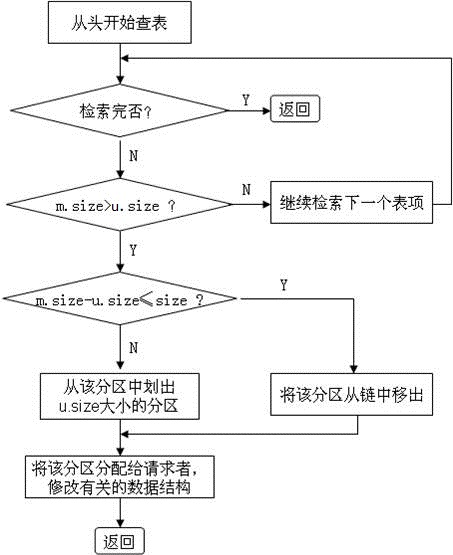 从头开始查表
检索完否？
Y
返回
N
m.size>u.size ？
N
继续检索下一个表项
Y
m.size-u.size≤size ？
Y
N
从该分区中划出
u.size大小的分区
将该分区从链中移出
将该分区分配给请求者，
修改有关的数据结构
返回